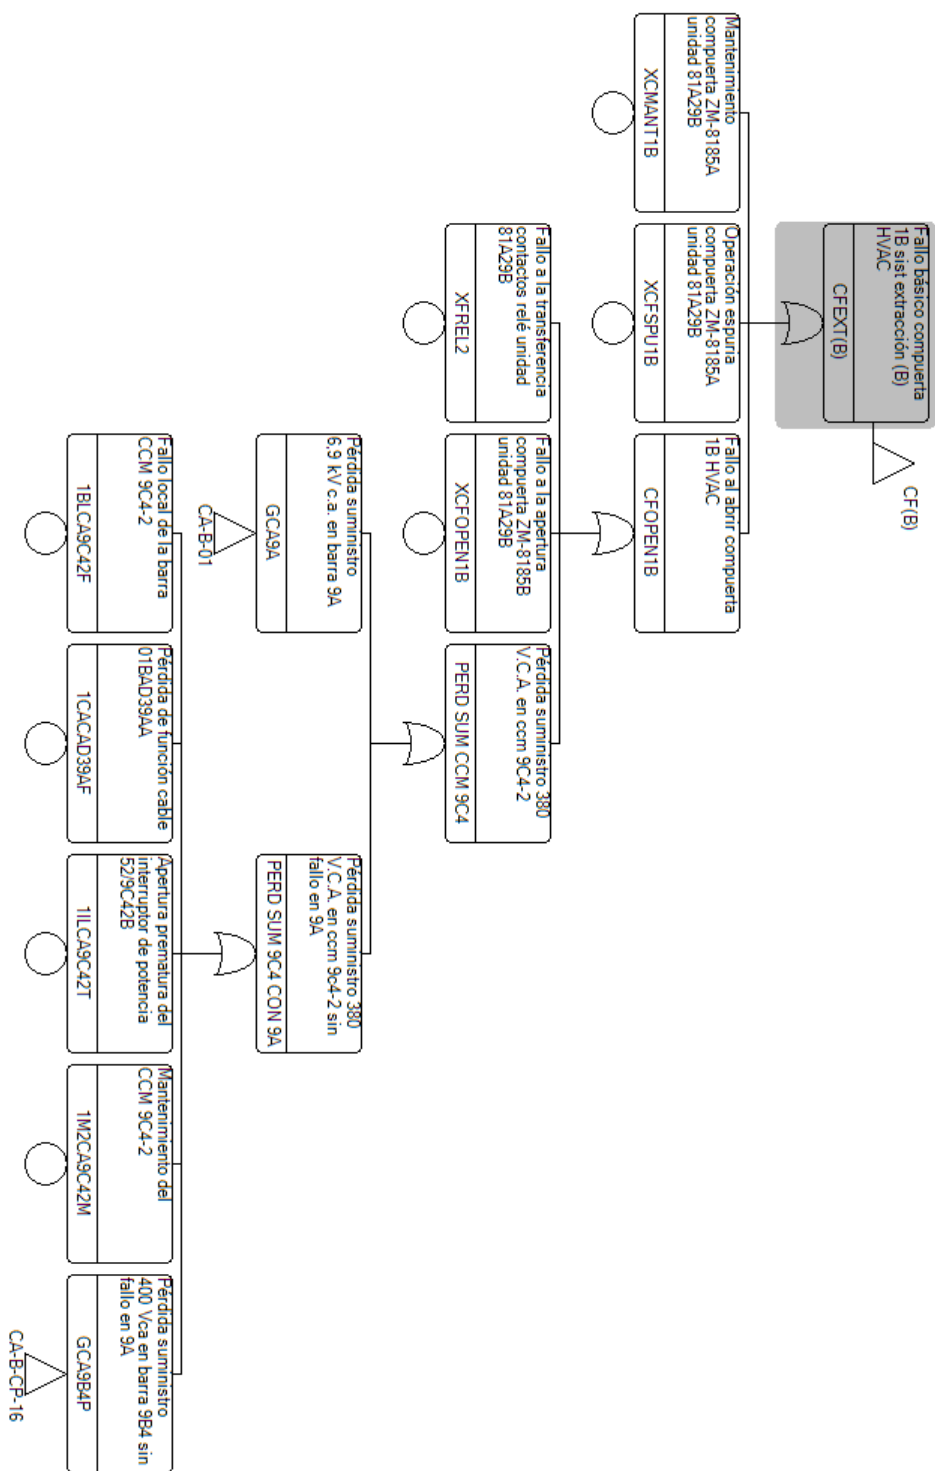 Fallo básico compuerta
1B sist extracción (B)
HVAC
CFEXT(B)
CF(B)
Mantenimiento
compuerta ZM-8185A
unidad 81A29B
XCMANT1B
Operación espuria
compuerta ZM-8185A
unidad 81A29B
XCFSPU1B
Fallo al abrir compuerta
1B HVAC
CFOPEN1B
Fallo a la transferencia
contactos relé unidad
81A29B
XFREL2
Fallo a la apertura
compuerta ZM-8185B
unidad 81A29B
XCFOPEN1B
Pérdida suministro 380
V.C.A. en ccm 9C4-2
PERD SUM CCM 9C4
Pérdida suministro
6.9 kV c.a. en barra 9A
GCA9A
CA-B-01
Pérdida suministro 380
V.C.A. en ccm 9c4-2 sin
fallo en 9A
PERD SUM 9C4 CON 9A
Fallo local de la barra
CCM 9C4-2
1BLCA9C42F
Pérdida de función cable
01BAD39AA
1CACAD39AF
Apertura prematura del
interruptor de potencia
52/9C42B
1ILCA9C42T
Mantenimiento del
CCM 9C4-2
1M2CA9C42M
Pérdida suministro
400 Vca en barra 9B4 sin
fallo en 9A
GCA9B4P
CA-B-CP-16